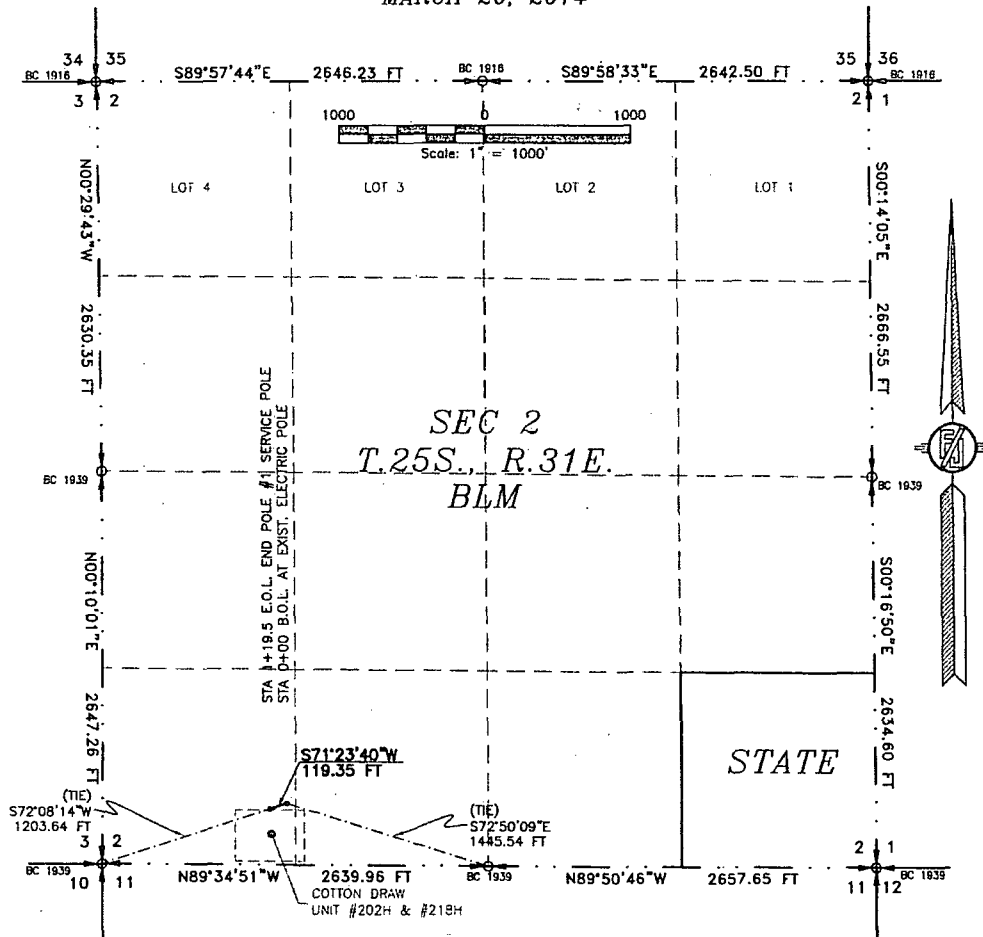 MARCH 20, 2014
34 35
BC 1916
3 2
S89°57'44"E 2646.23 FT
BC 1916
S89°58'33"E 2642.50 FT
35 36
BC 1916
2 1
1000 0 1000
Scale: 1" = 1000'
LOT 4
LOT 3
LOT 2
LOT 1
N00°29'43"W
2630.35 FT
S00°14'05"E
2666.55 FT
SEC 2
T.25S., R.31E.
BLM
BC 1939
BC 1939
STA 1+19.5 E.O.L. END POLE #1 SERVICE POLE
STA 0+00 B.O.L. AT EXIST. ELECTRIC POLE
N00°10'01"E
2647.26 FT
S00°16'50"E
2634.60 FT
STATE
S71°23'40"W
119.35 FT
(TIE)
S72°08'14"W
1203.64 FT
(TIE)
S72°50'09"E
1445.54 FT
3 2
BC 1939
10 11
N89°34'51"W 2639.96 FT
BC 1939
N89°50'46"W 2657.65 FT
2 1
BC 1939
11 12
COTTON DRAW
UNIT #202H & #218H